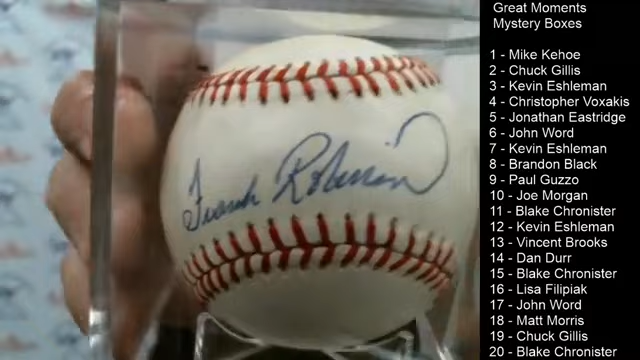 Great Moments
Mystery Boxes
1 - Mike Kehoe
2 - Chuck Gillis
3 - Kevin Eshleman
4 - Christopher Voxakis
5 - Jonathan Eastridge
6 - John Word
7 - Kevin Eshleman
8 - Brandon Black
9 - Paul Guzzo
10 - Joe Morgan
11 - Blake Chronister
12 - Kevin Eshleman
13 - Vincent Brooks
14 - Dan Durr
15 - Blake Chronister
16 - Lisa Filipiak
17 - John Word
18 - Matt Morris
19 - Chuck Gillis
20 - Blake Chronister
Frank Robinson